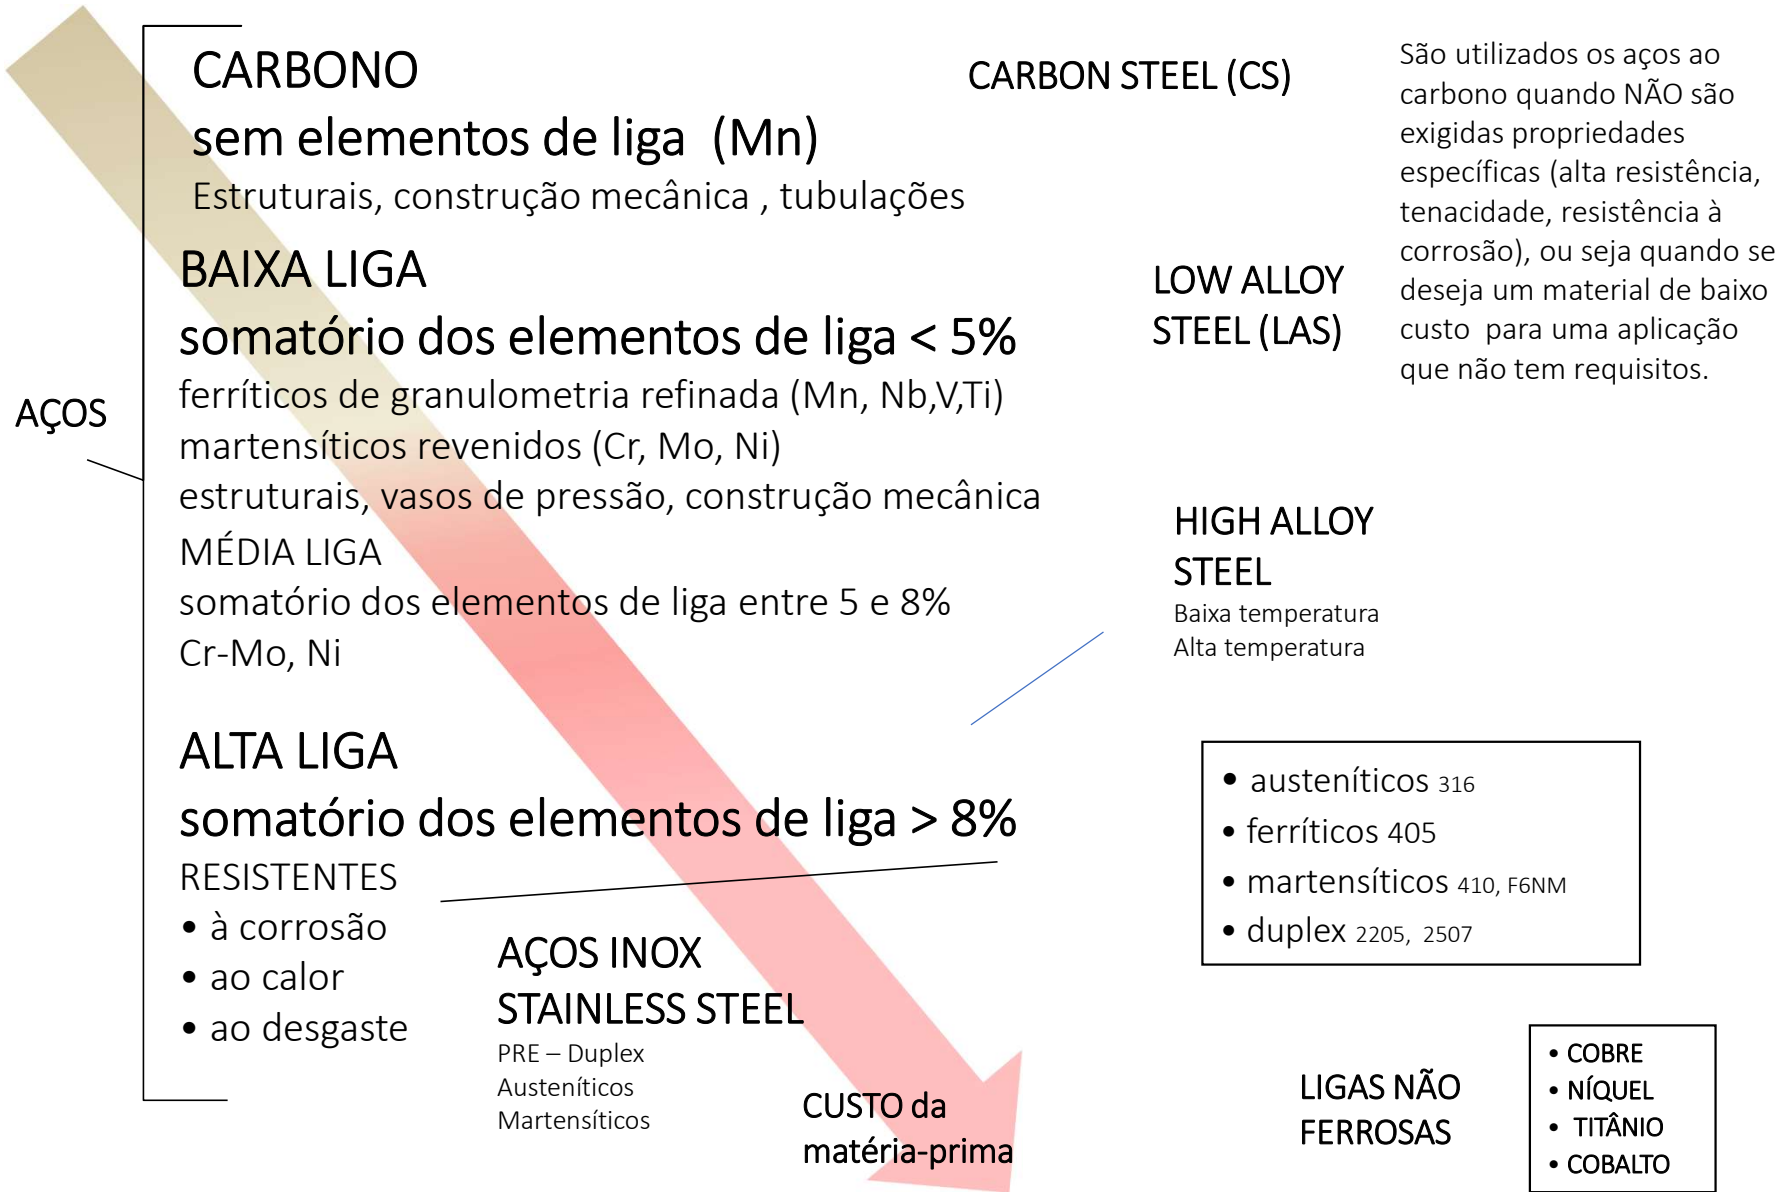 AÇOS
CARBONO
sem elementos de liga (Mn)
Estruturais, construção mecânica , tubulações
BAIXA LIGA
somatório dos elementos de liga < 5%
ferríticos de granulometria refinada (Mn, Nb,V,Ti)
martensíticos revenidos (Cr, Mo, Ni)
estruturais, vasos de pressão, construção mecânica
MÉDIA LIGA
somatório dos elementos de liga entre 5 e 8%
Cr-Mo, Ni
ALTA LIGA
somatório dos elementos de liga > 8%
RESISTENTES
• à corrosão
• ao calor
• ao desgaste
AÇOS INOX
STAINLESS STEEL
PRE – Duplex
Austeníticos
Martensíticos
CUSTO da
matéria-prima
CARBON STEEL (CS)
LOW ALLOY
STEEL (LAS)
HIGH ALLOY
STEEL
Baixa temperatura
Alta temperatura
São utilizados os aços ao
carbono quando NÃO são
exigidas propriedades
específicas (alta resistência,
tenacidade, resistência à
corrosão), ou seja quando se
deseja um material de baixo
custo para uma aplicação
que não tem requisitos.
• austeníticos 316
• ferríticos 405
• martensíticos 410, F6NM
• duplex 2205, 2507
LIGAS NÃO
FERROSAS
• COBRE
• NÍQUEL
• TITÂNIO
• COBALTO